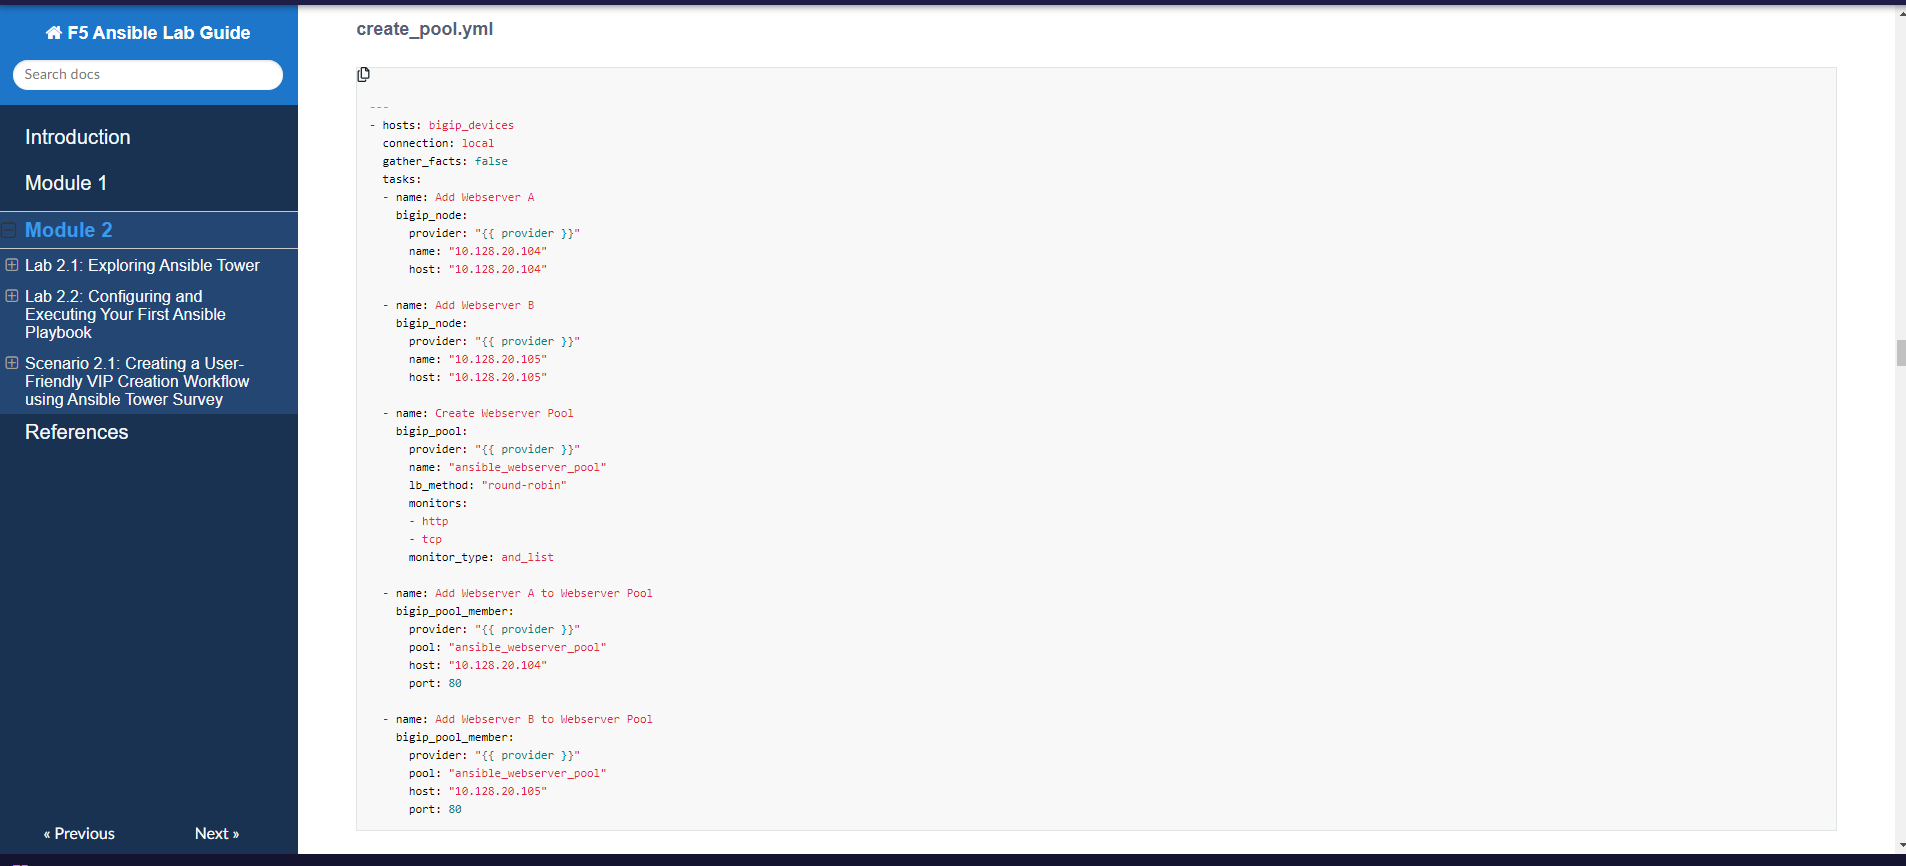 F5 Ansible Lab Guide
Search docs
Introduction
Module 1
Module 2
Lab 2.1: Exploring Ansible Tower
Lab 2.2: Configuring and
Executing Your First Ansible
Playbook
Scenario 2.1: Creating a User-
Friendly VIP Creation Workflow
using Ansible Tower Survey
References
« Previous
Next »
create_pool.yml
---
- hosts: bigip_devices
  connection: local
  gather_facts: false
  tasks:
  - name: Add Webserver A
    bigip_node:
      provider: "{{ provider }}"
      name: "10.128.20.104"
      host: "10.128.20.104"

  - name: Add Webserver B
    bigip_node:
      provider: "{{ provider }}"
      name: "10.128.20.105"
      host: "10.128.20.105"

  - name: Create Webserver Pool
    bigip_pool:
      provider: "{{ provider }}"
      name: "ansible_webserver_pool"
      lb_method: "round-robin"
      monitors:
      - http
      - tcp
      monitor_type: and_list

  - name: Add Webserver A to Webserver Pool
    bigip_pool_member:
      provider: "{{ provider }}"
      pool: "ansible_webserver_pool"
      host: "10.128.20.104"
      port: 80

  - name: Add Webserver B to Webserver Pool
    bigip_pool_member:
      provider: "{{ provider }}"
      pool: "ansible_webserver_pool"
      host: "10.128.20.105"
      port: 80